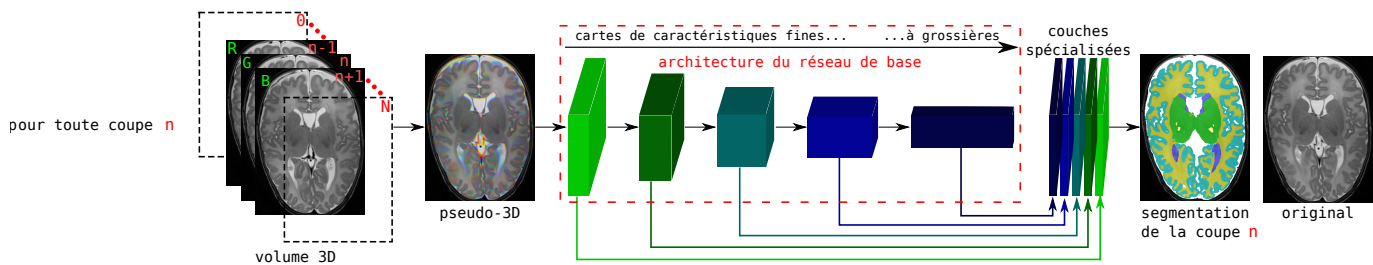 pour toute coupe n
0
R
n-1
G
n
B
n+1
N
volume 3D
pseudo-3D
cartes de caractéristiques fines...
...à grossières
architecture du réseau de base
couches
spécialisées
segmentation
de la coupe n
original